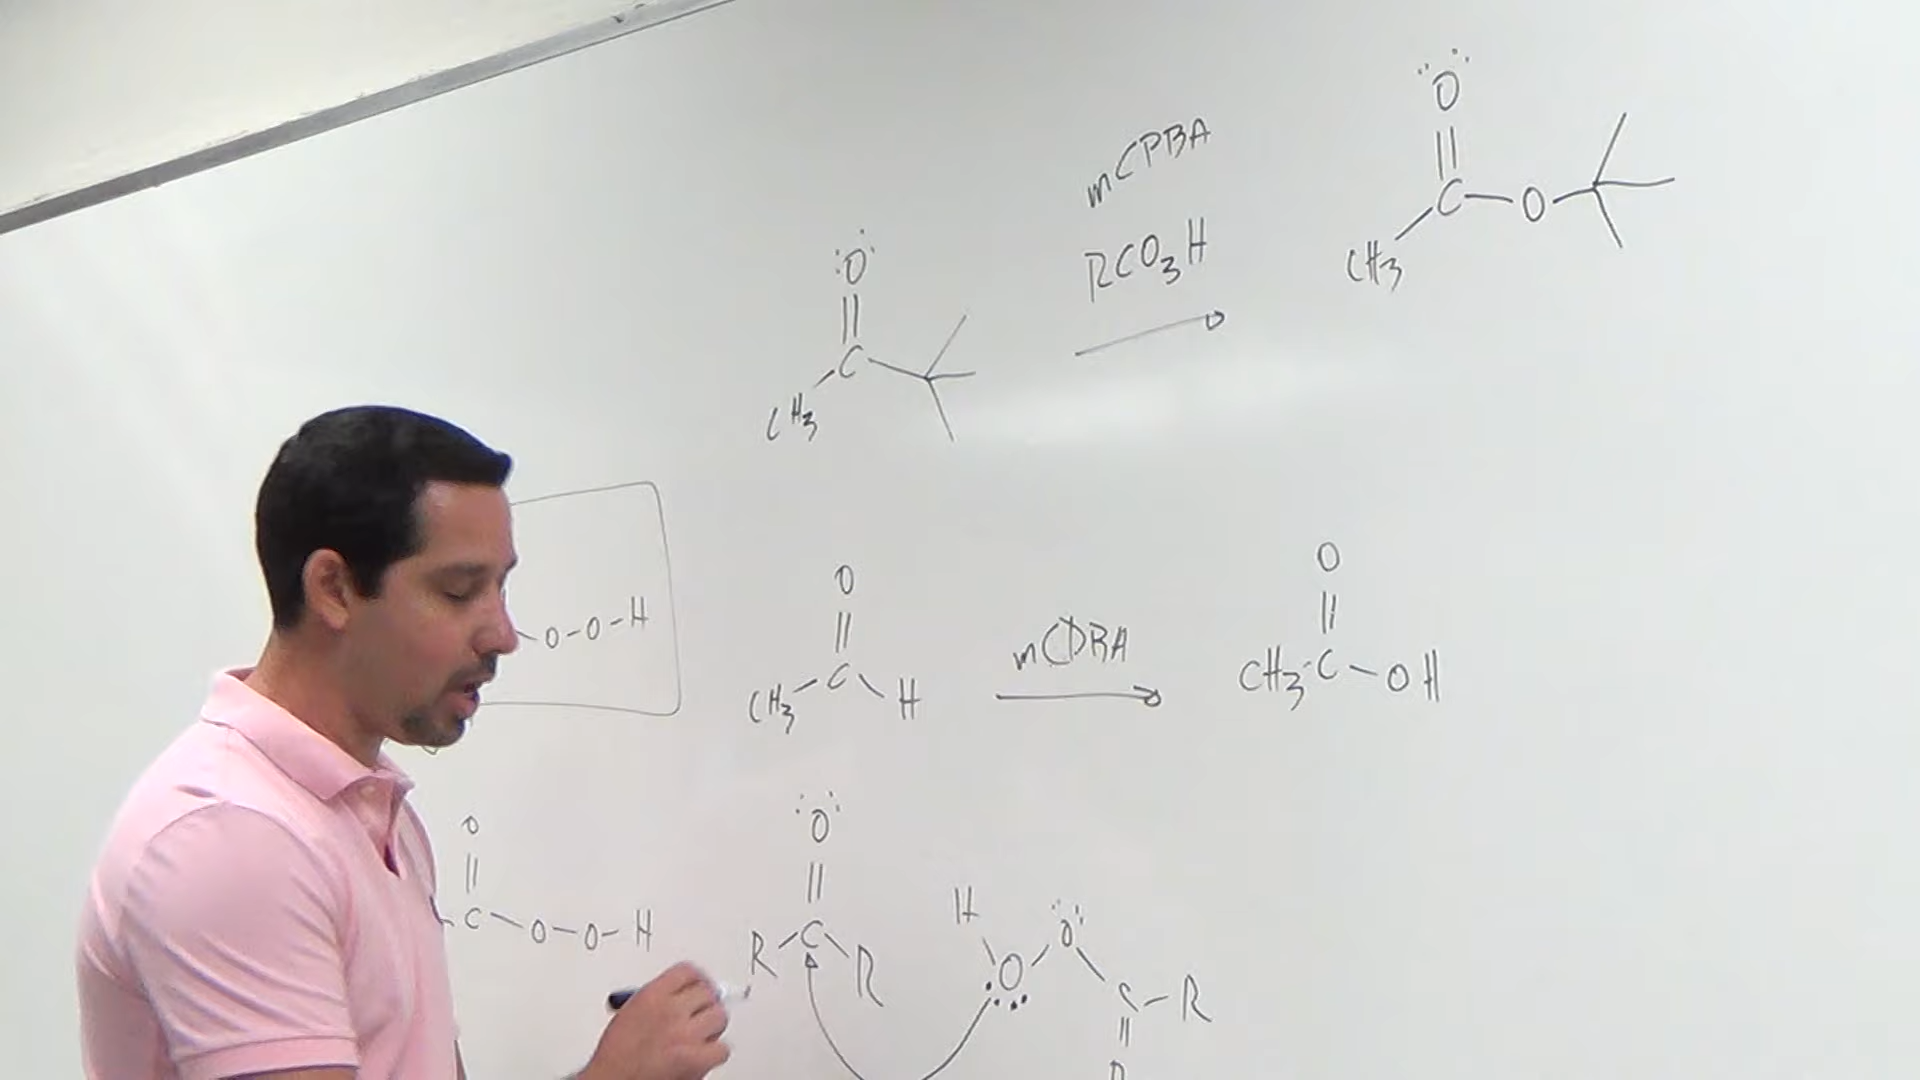 O
mCPBA
C O
RCO3H
CH3
O
C
CH3
O
O
O-O-H
mCPBA
C
CH3 H
CH3 C OH
O
O
H
O
C O-O-H
R C R
O
C R